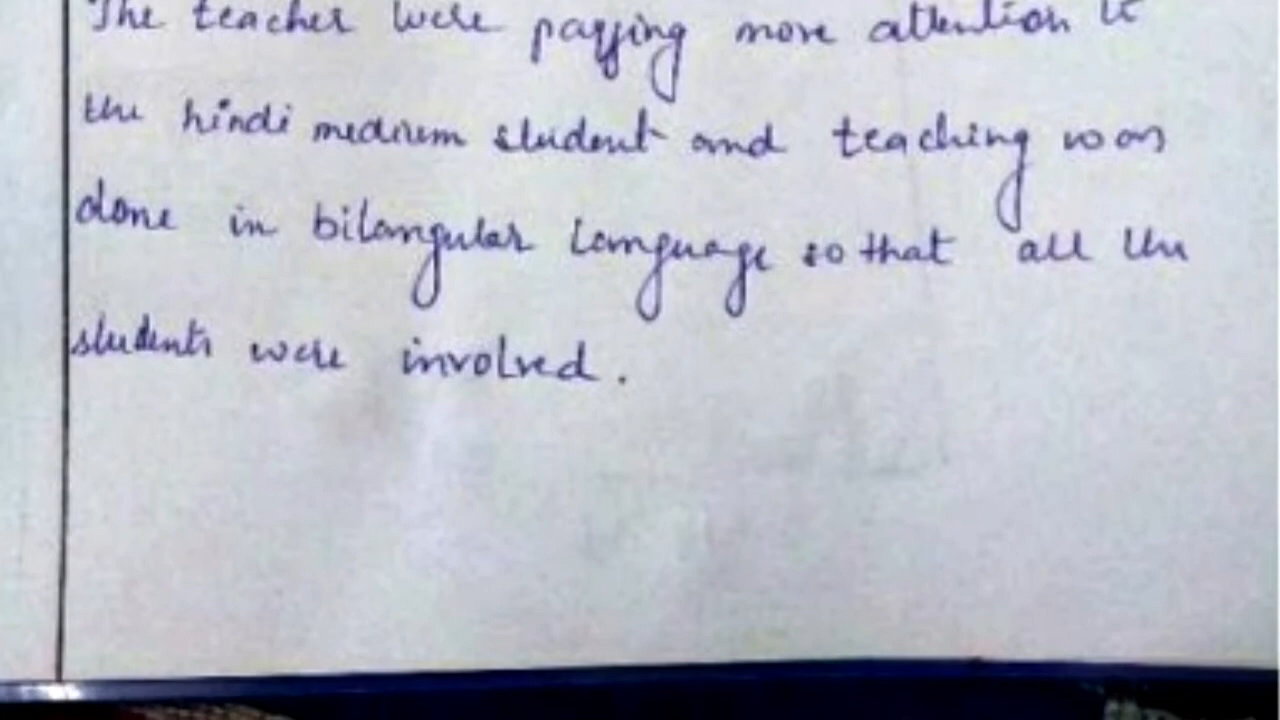 The teacher were paying more attention to
the hindi medium student and teaching was
done in bilangular language so that all the
students were involved.